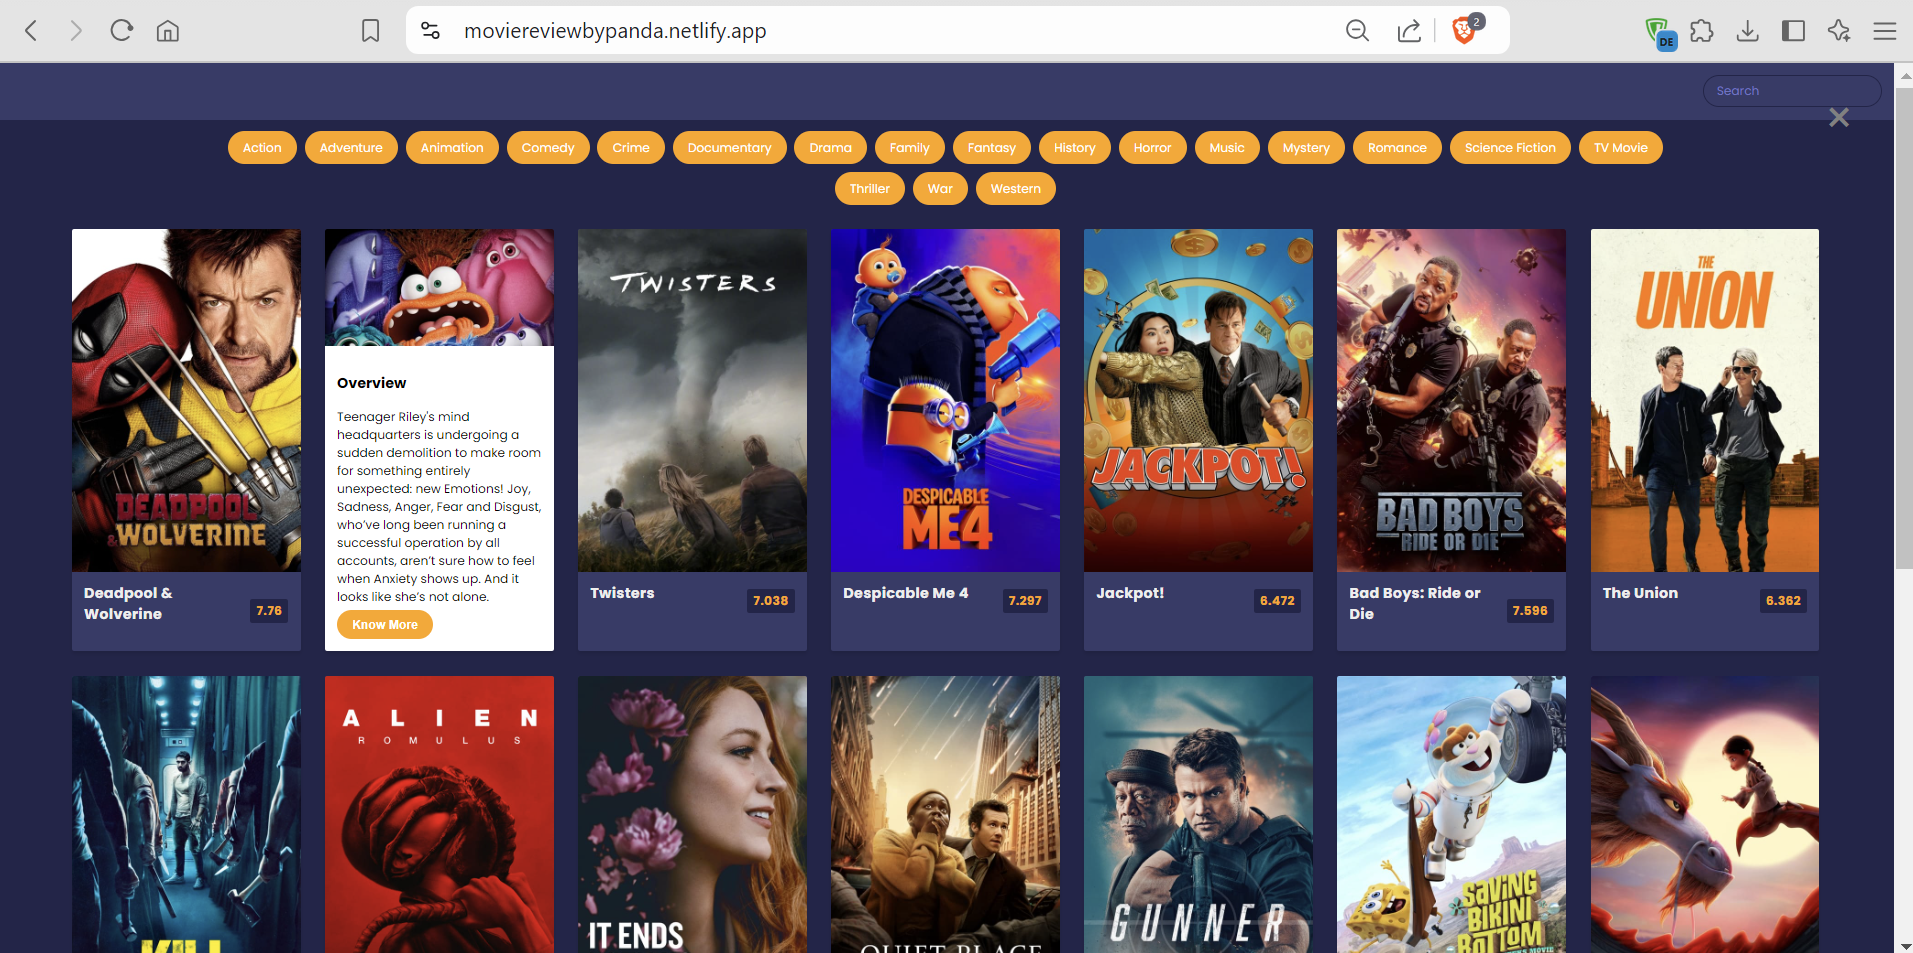 moviereviewbypanda.netlify.app
2
DE
Search
Action Adventure Animation Comedy Crime Documentary Drama Family Fantasy History Horror Music Mystery Romance Science Fiction TV Movie
Thriller War Western
DEADPOOL
& WOLVERINE
Deadpool &
Wolverine
7.76
Overview
Teenager Riley's mind
headquarters is undergoing a
sudden demolition to make room
for something entirely
unexpected: new Emotions! Joy,
Sadness, Anger, Fear and Disgust,
who've long been running a
successful operation by all
accounts, aren't sure how to feel
when Anxiety shows up. And it
looks like she's not alone.
Know More
TWISTERS
Twisters
7.038
DESPICABLE
ME 4
Despicable Me 4
7.297
JACKPOT!
Jackpot!
6.472
BAD BOYS
RIDE OR DIE
Bad Boys: Ride or
Die
7.596
THE
UNION
The Union
6.362
KILL
ALIEN
ROMULUS
IT ENDS
QUIET PLACE
GUNNER
SAVING
BIKINI
BOTTOM